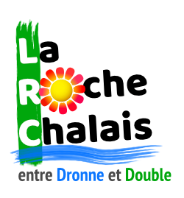 La
Roche
Chalais
entre Dronne et Double